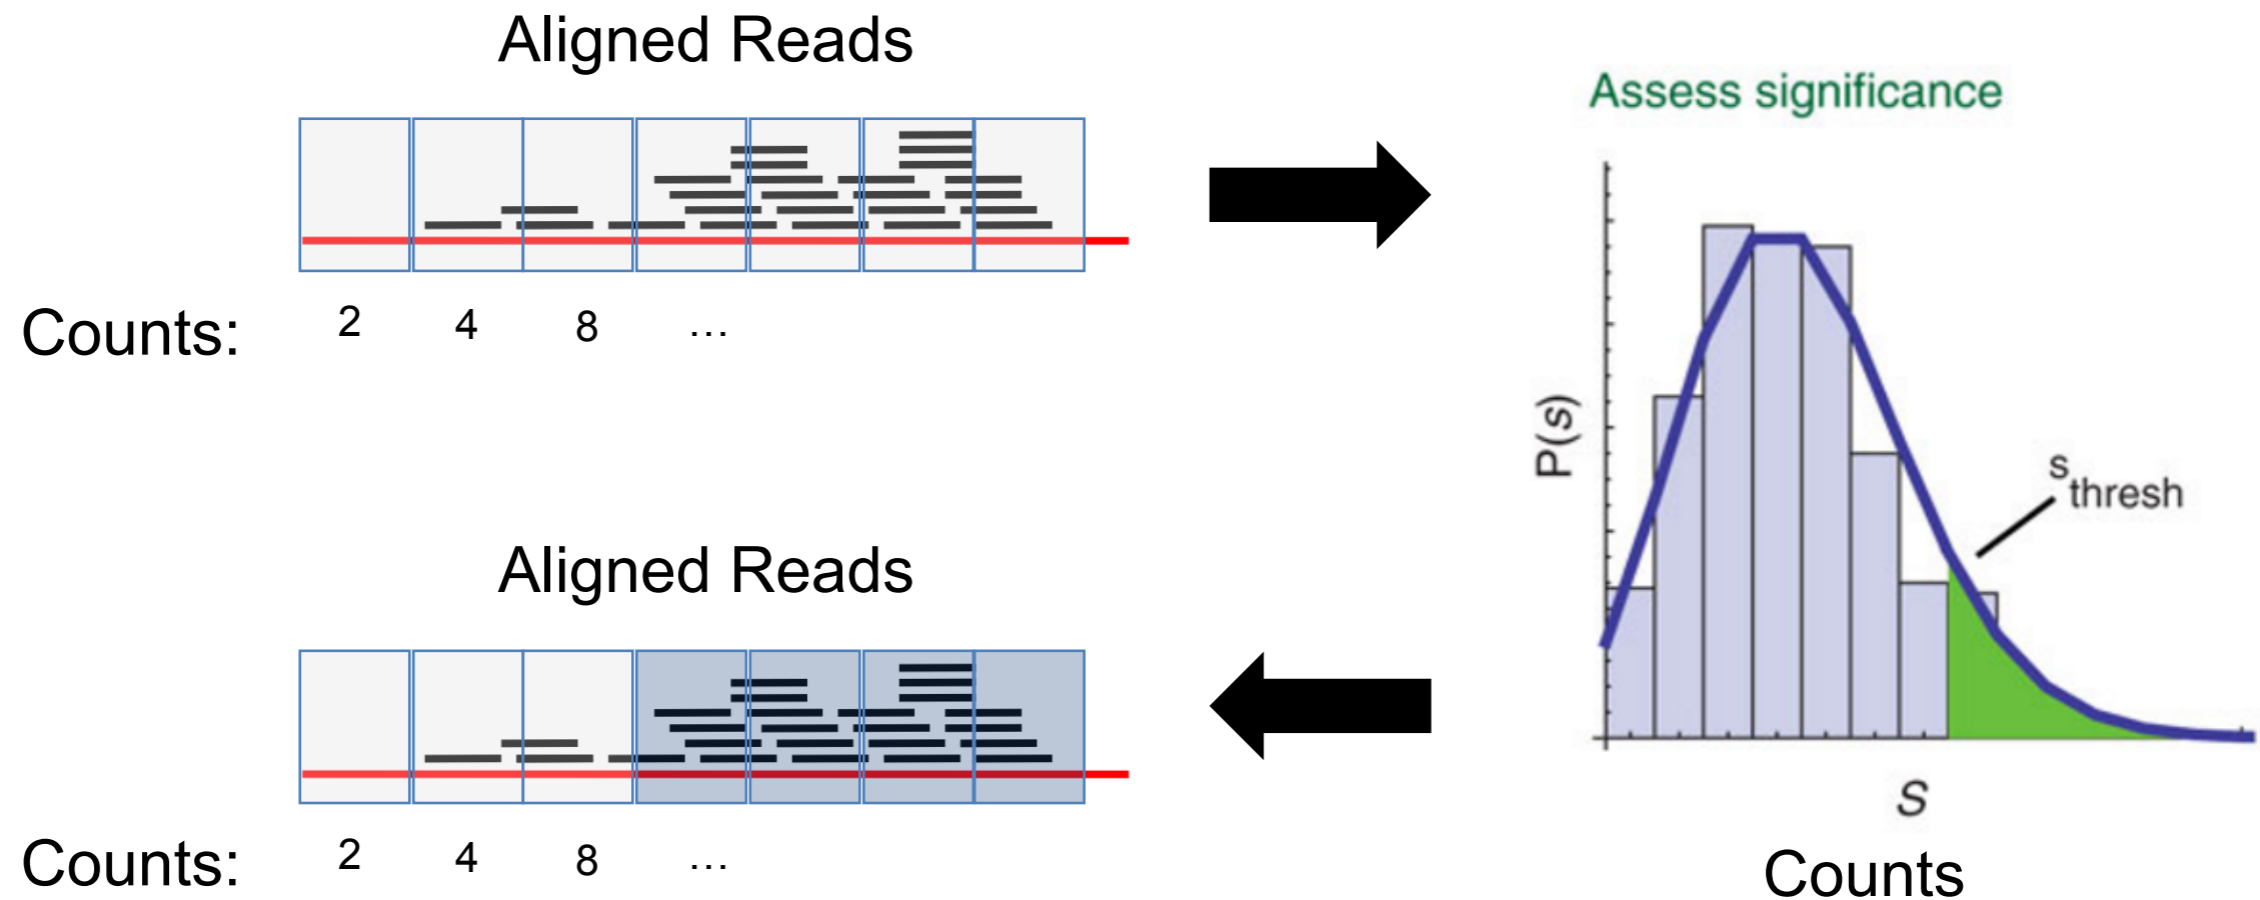 Aligned Reads
Counts: 2 4 8 ...
Assess significance
P(s)
s thresh
S
Counts
Aligned Reads
Counts: 2 4 8 ...